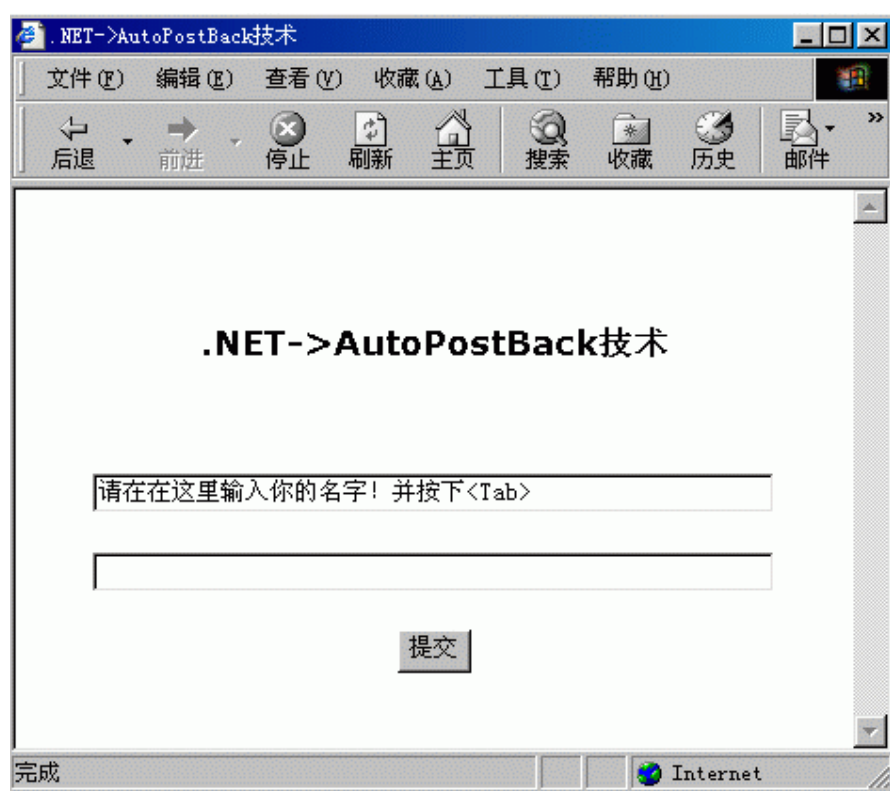 .NET->AutoPostBack技术
文件(F) 编辑(E) 查看(V) 收藏(A) 工具(T) 帮助(H)
后退 前进 停止 刷新 主页 搜索 收藏 历史 邮件 »
.NET->AutoPostBack技术
请在在这里输入你的名字!并按下<Tab>
提交
完成 Internet